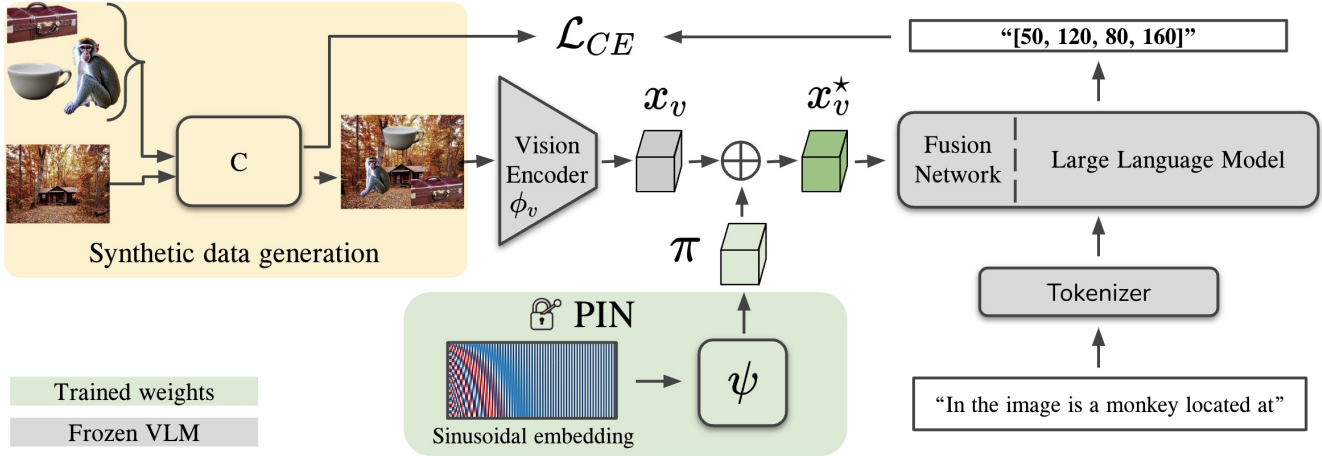 C
Synthetic data generation
ℒ_CE
Vision
Encoder
ϕ_v
x_v
x_v^⋆
π
PIN
ψ
Sinusoidal embedding
“[50, 120, 80, 160]”
Fusion
Network
Large Language Model
Tokenizer
“In the image is a monkey located at”
Trained weights
Frozen VLM